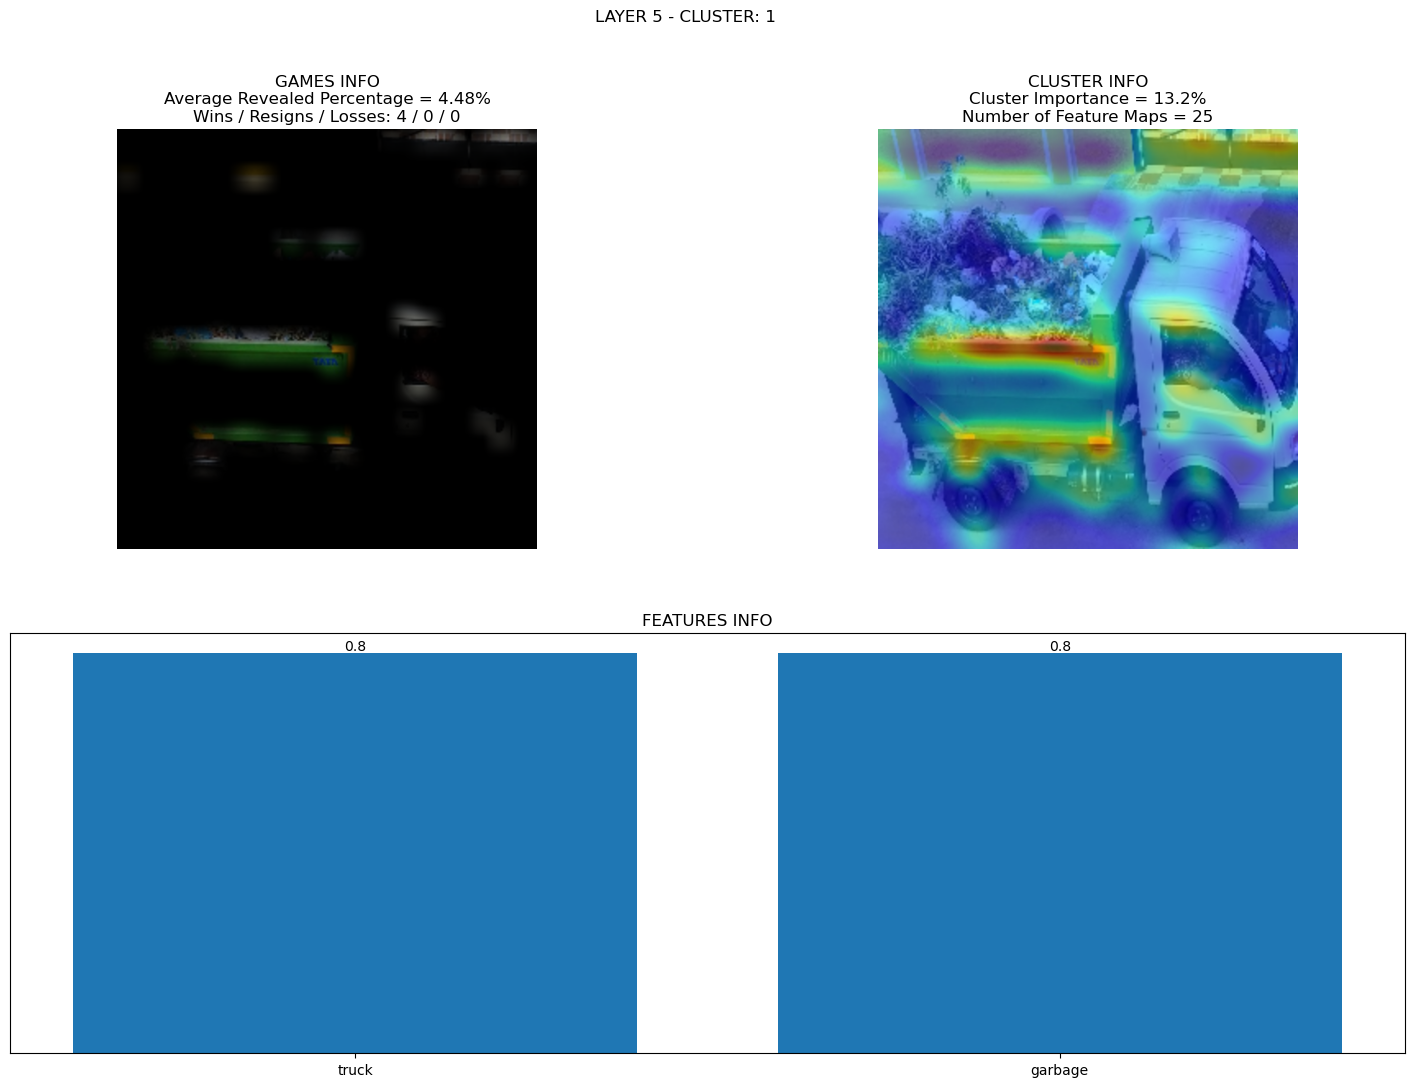 LAYER 5 - CLUSTER: 1
GAMES INFO
Average Revealed Percentage = 4.48%
Wins / Resigns / Losses: 4 / 0 / 0
CLUSTER INFO
Cluster Importance = 13.2%
Number of Feature Maps = 25
FEATURES INFO
0.8
0.8
truck
garbage